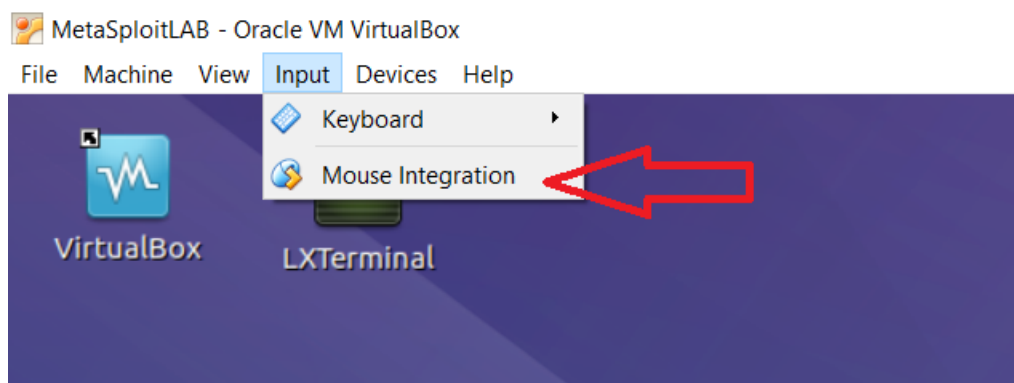 MetaSploitLAB - Oracle VM VirtualBox
File Machine View Input Devices Help
Keyboard
Mouse Integration
VirtualBox
LXTerminal